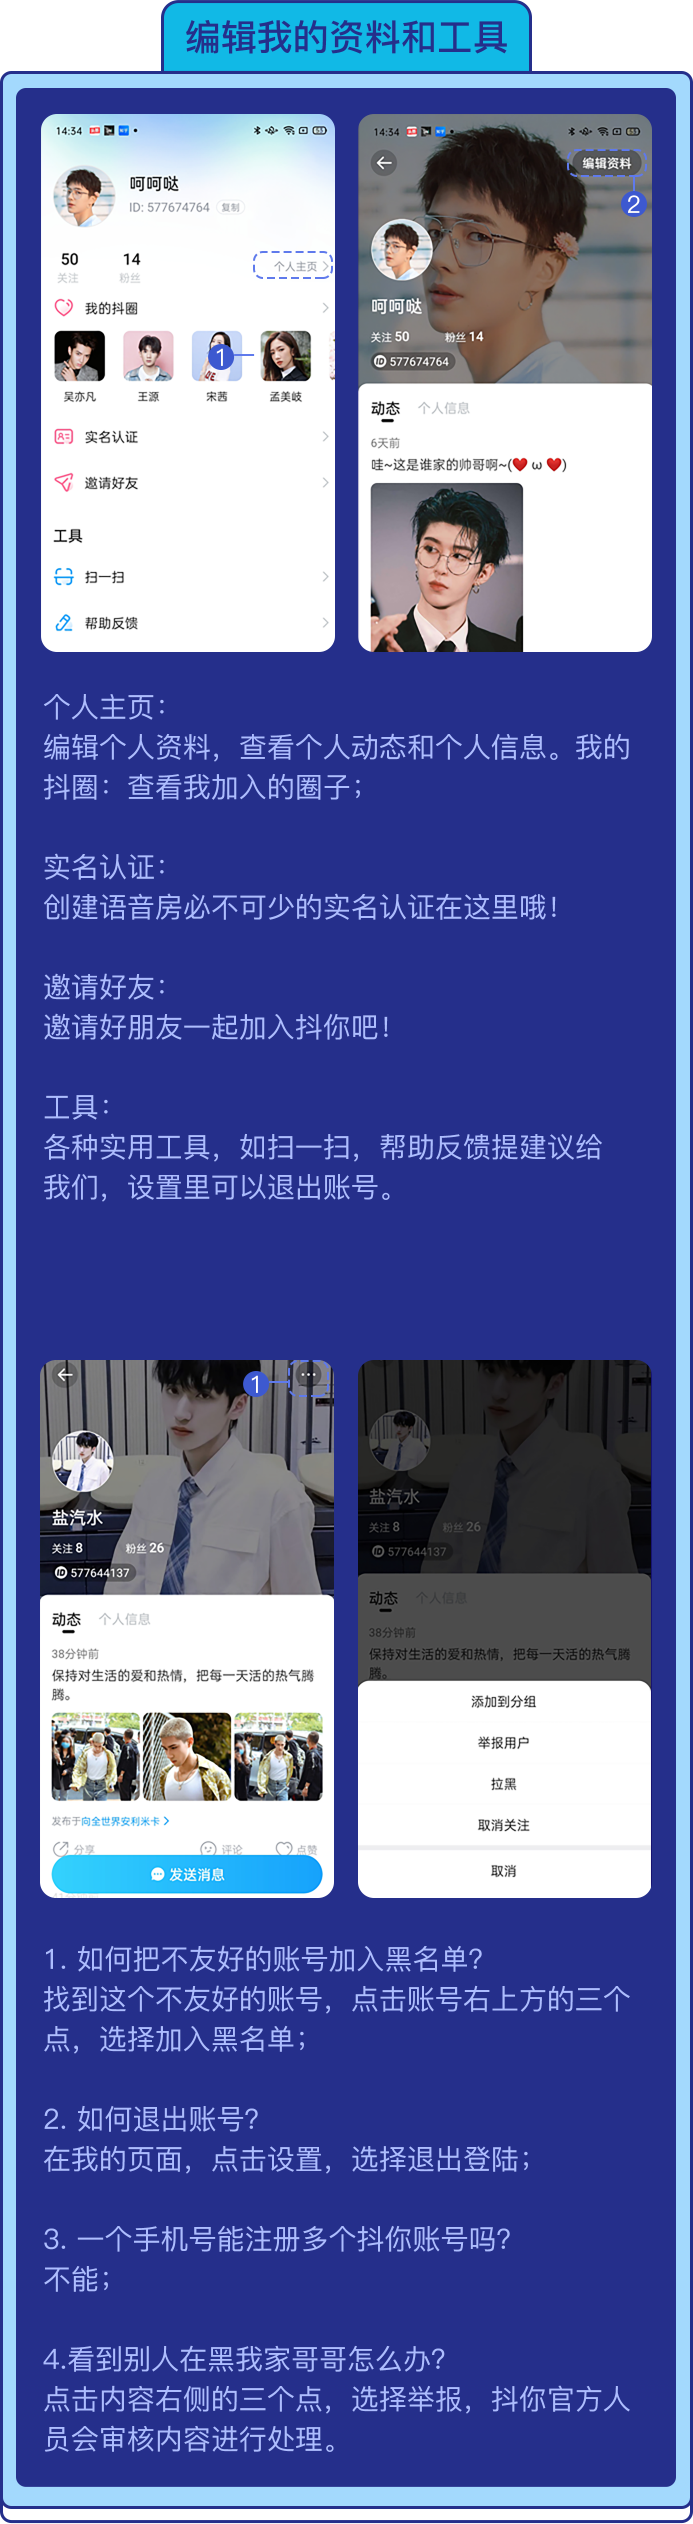 编辑我的资料和工具
14:34
呵呵哒
ID: 577674764 复制
50 14
关注 粉丝
个人主页
我的抖圈
1
吴亦凡 王源 宋茜 孟美岐
实名认证
邀请好友
工具
扫一扫
帮助反馈
14:34
编辑资料
2
呵呵哒
关注 50 粉丝 14
ID 577674764
动态 个人信息
6天前
哇~这是谁家的帅哥啊~(❤ ω ❤)
个人主页：
编辑个人资料，查看个人动态和个人信息。我的
抖圈：查看我加入的圈子；
实名认证：
创建语音房必不可少的实名认证在这里哦！
邀请好友：
邀请好朋友一起加入抖你吧！
工具：
各种实用工具，如扫一扫，帮助反馈提建议给
我们，设置里可以退出账号。
1
盐汽水
关注 8 粉丝 26
ID 577644137
动态 个人信息
38分钟前
保持对生活的爱和热情，把每一天活的热气腾
腾。
发布于向全世界安利米卡
分享 评论 点赞
发送消息
盐汽水
关注 8 粉丝 26
ID 577644137
动态 个人信息
38分钟前
保持对生活的爱和热情，把每一天活的热气腾
腾。
添加到分组
举报用户
拉黑
取消关注
取消
1. 如何把不友好的账号加入黑名单？
找到这个不友好的账号，点击账号右上方的三个
点，选择加入黑名单；
2. 如何退出账号？
在我的页面，点击设置，选择退出登陆；
3. 一个手机号能注册多个抖你账号吗？
不能；
4.看到别人在黑我家哥哥怎么办？
点击内容右侧的三个点，选择举报，抖你官方人
员会审核内容进行处理。